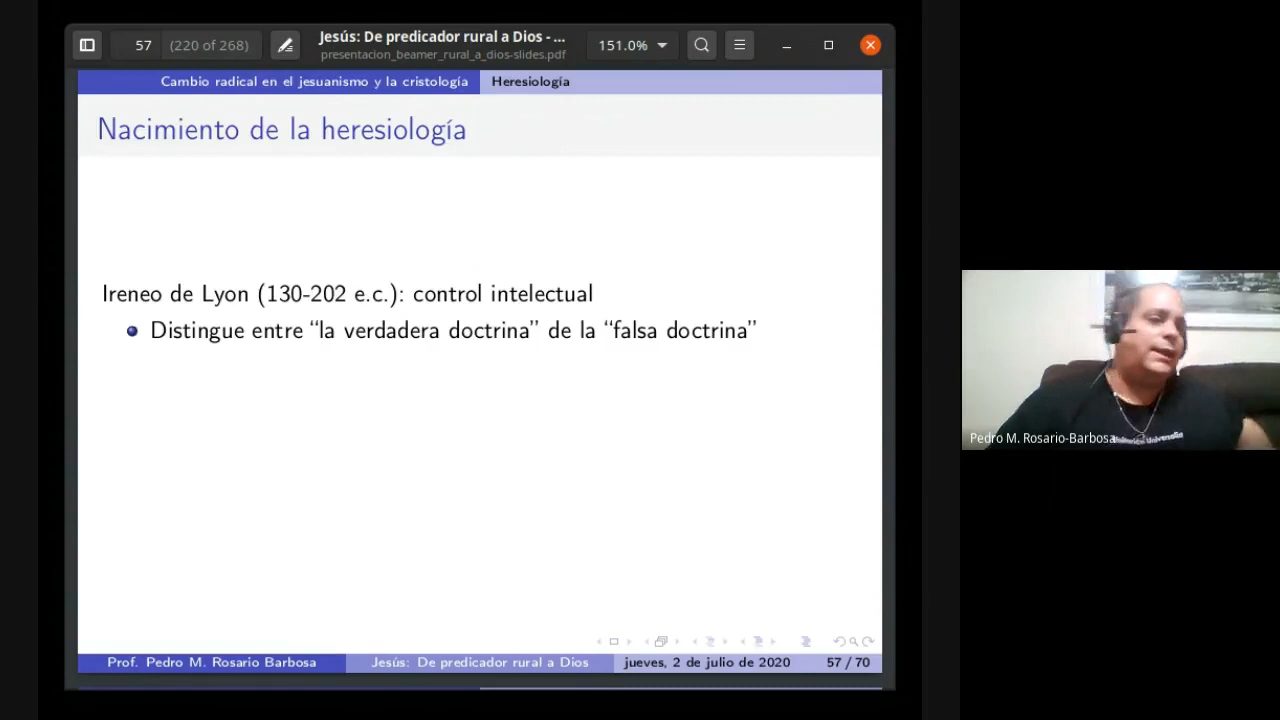 57 (220 of 268)
Jesús: De predicador rural a Dios - ...
presentacion_beamer_rural_a_dios-slides.pdf
151.0%
Cambio radical en el jesuanismo y la cristología Heresiología
Nacimiento de la heresiología
Ireneo de Lyon (130-202 e.c.): control intelectual
Distingue entre “la verdadera doctrina” de la “falsa doctrina”
Pedro M. Rosario-Barbosa
Prof. Pedro M. Rosario Barbosa Jesús: De predicador rural a Dios jueves, 2 de julio de 2020 57 / 70